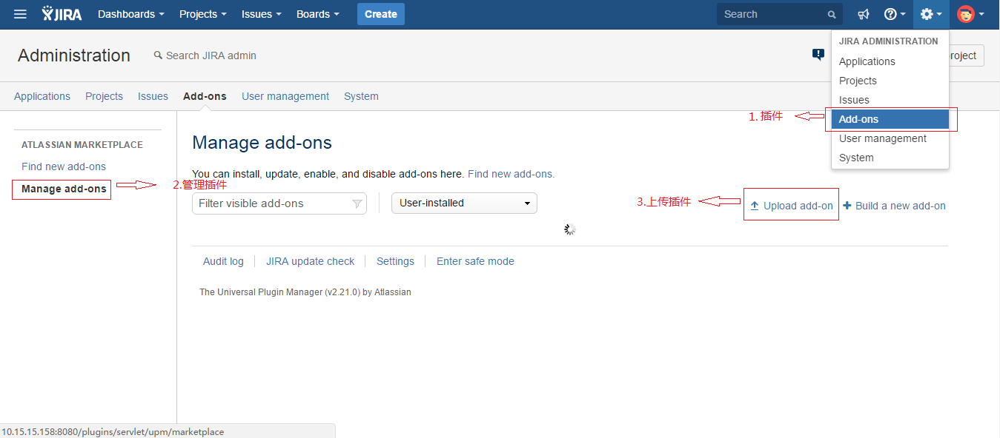 JIRA Dashboards Projects Issues Boards Create Search
JIRA ADMINISTRATION
Administration Search JIRA admin roject
Applications
Projects
Issues
Add-ons
User management
System
Applications Projects Issues Add-ons User management System
1. 插件
ATLASSIAN MARKETPLACE
Find new add-ons
Manage add-ons
2.管理插件
Manage add-ons
You can install, update, enable, and disable add-ons here. Find new add-ons.
Filter visible add-ons User-installed
3.上传插件
Upload add-on Build a new add-on
Audit log JIRA update check Settings Enter safe mode
The Universal Plugin Manager (v2.21.0) by Atlassian
10.15.15.158:8080/plugins/servlet/upm/marketplace